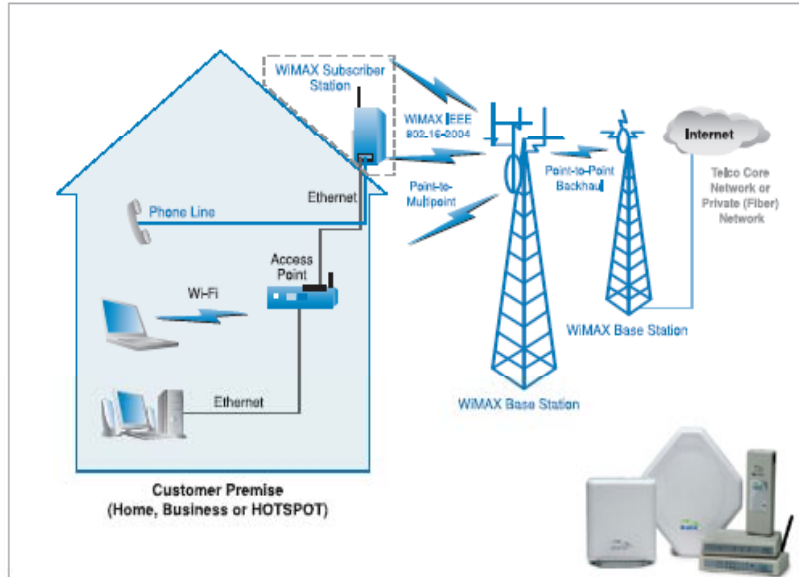 WiMAX Subscriber
Station
WiMAX IEEE
802.16-2004
Internet
Ethernet
Point-to-
Multipoint
Point-to-Point
Backhaul
Telco Core
Network or
Private (Fiber)
Network
Phone Line
Access
Point
Wi-Fi
WiMAX Base Station
WiMAX Base Station
Ethernet
Customer Premise
(Home, Business or HOTSPOT)